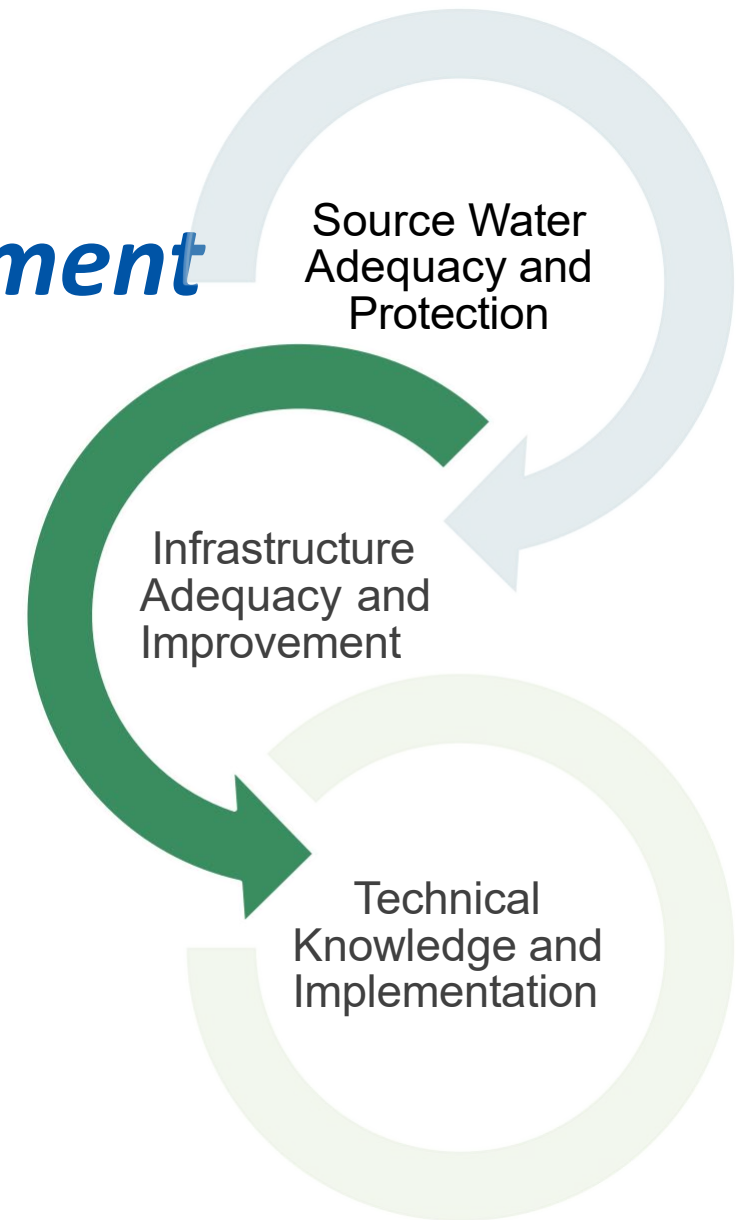 ment
Source Water
Adequacy and
Protection
Infrastructure
Adequacy and
Improvement
Technical
Knowledge and
Implementation